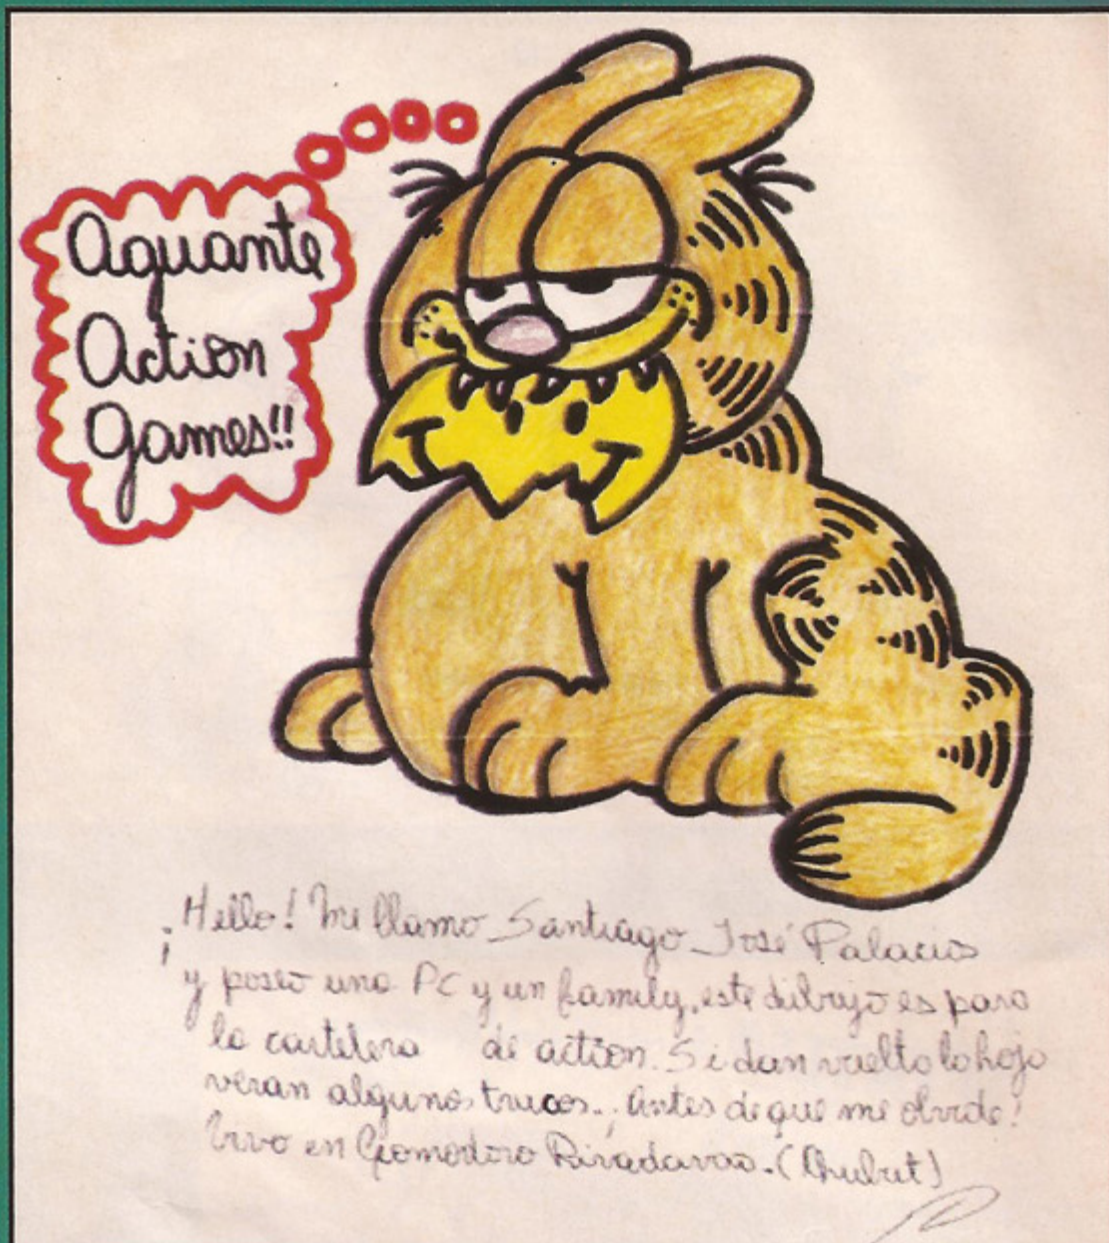 Aguante
Action
games!!
¡Hello! me llamo Santiago José Palacios
y poseo una PC y un family, este dibujo es para
la cartelera de action. Si dan vuelta la hoja
veran algunos trucos. ¡Antes de que me olvide!
Vivo en Comodoro Rivadavia. (Chubut)